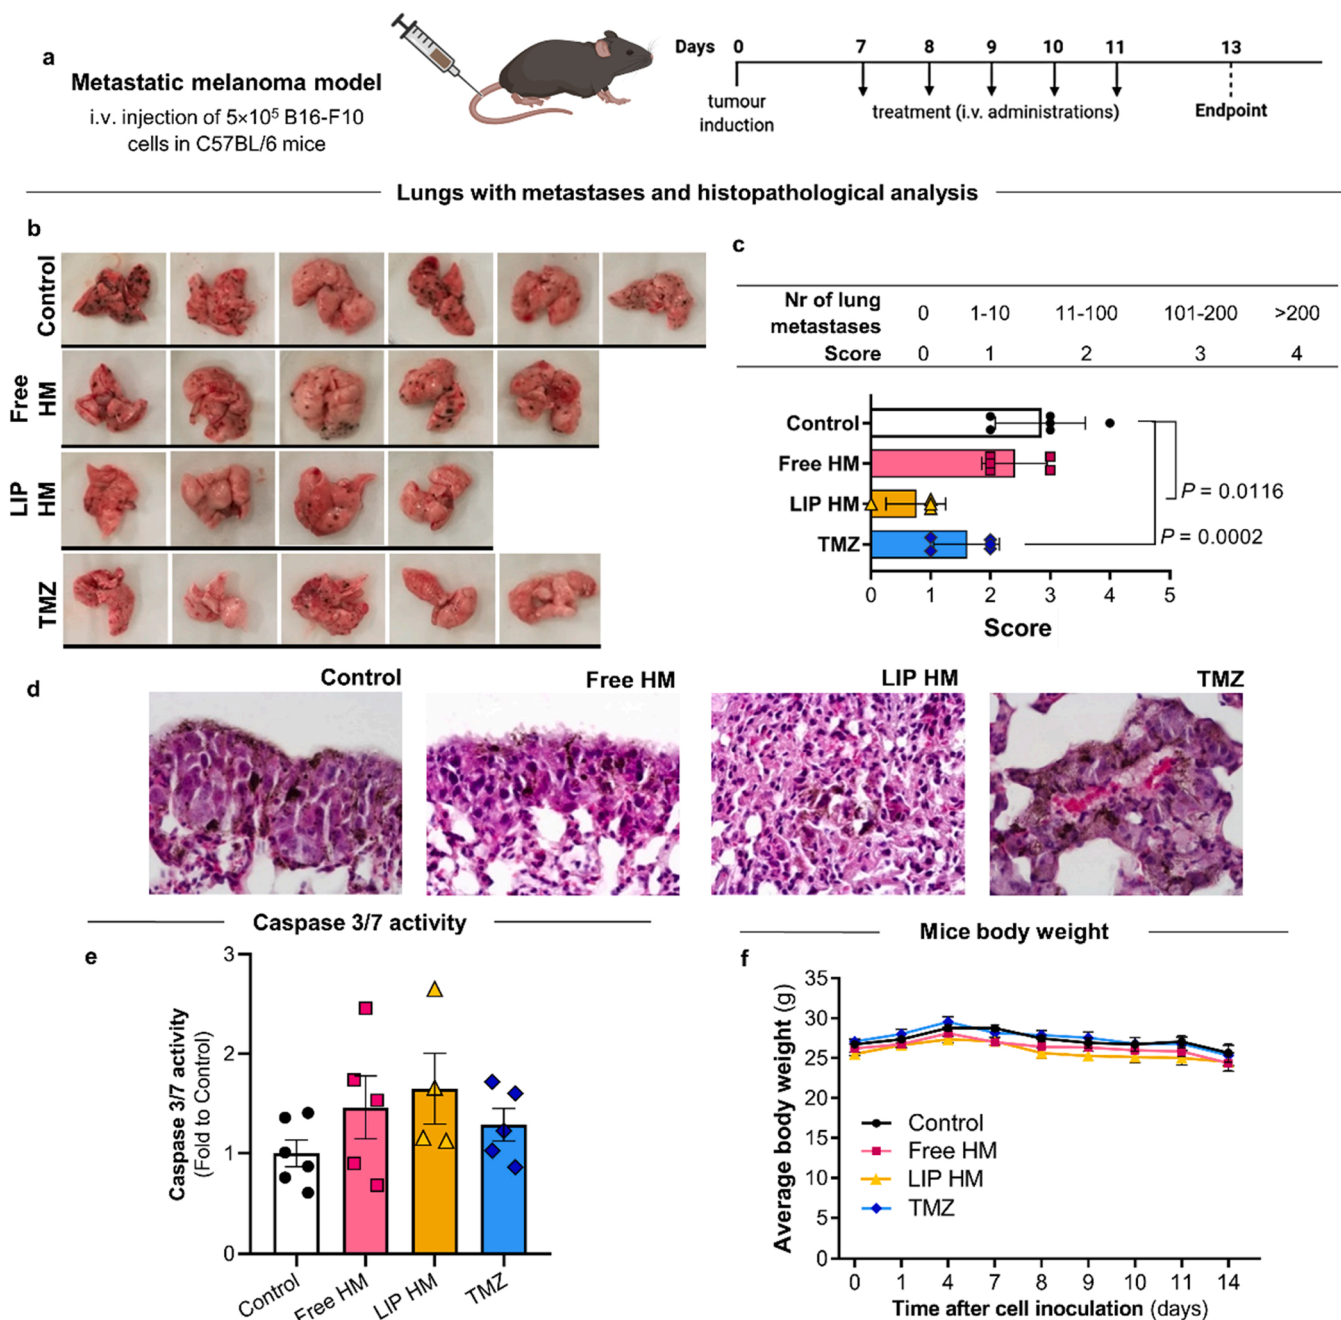 a
Metastatic melanoma model
i.v. injection of 5×10⁵ B16-F10
cells in C57BL/6 mice
Days 0 7 8 9 10 11 13
tumour
induction
treatment (i.v. administrations)
Endpoint
Lungs with metastases and histopathological analysis
b
Control
Free
HM
LIP
HM
TMZ
c
Nr of lung
metastases
0 1-10 11-100 101-200 >200
Score 0 1 2 3 4
Control
Free HM
LIP HM
TMZ
P = 0.0116
P = 0.0002
0 1 2 3 4 5
Score
d
Control Free HM LIP HM TMZ
Caspase 3/7 activity
e
Caspase 3/7 activity
(Fold to Control)
3
2
1
0
Control Free HM LIP HM TMZ
Mice body weight
f
Average body weight (g)
35
30
25
20
15
10
5
0
Control
Free HM
LIP HM
TMZ
0 1 4 7 8 9 10 11 14
Time after cell inoculation (days)